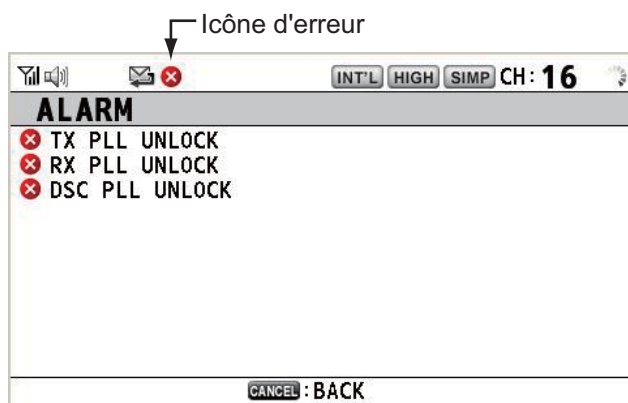 Icône d'erreur
INT'L HIGH SIMP CH: 16
ALARM
TX PLL UNLOCK
RX PLL UNLOCK
DSC PLL UNLOCK
CANCEL : BACK